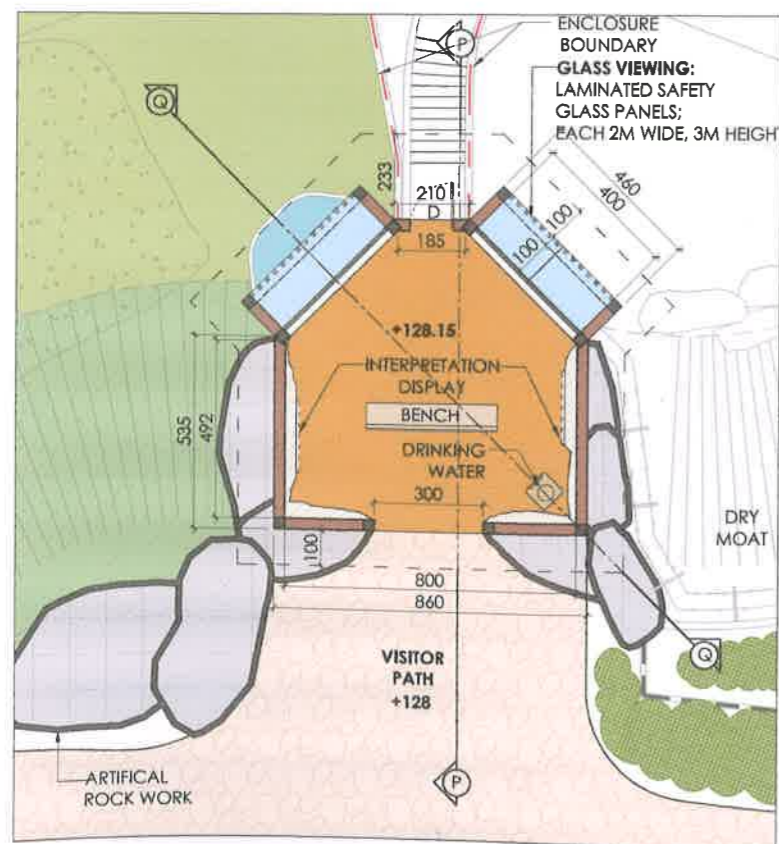 P
ENCLOSURE
BOUNDARY
GLASS VIEWING:
LAMINATED SAFETY
GLASS PANELS;
EACH 2M WIDE, 3M HEIGH
Q
233
210
D
185
460
400
100
100
+128.15
INTERPRETATION
DISPLAY
BENCH
535
492
DRINKING
WATER
300
100
DRY
MOAT
800
860
VISITOR
PATH
+128
Q
P
ARTIFICAL
ROCK WORK